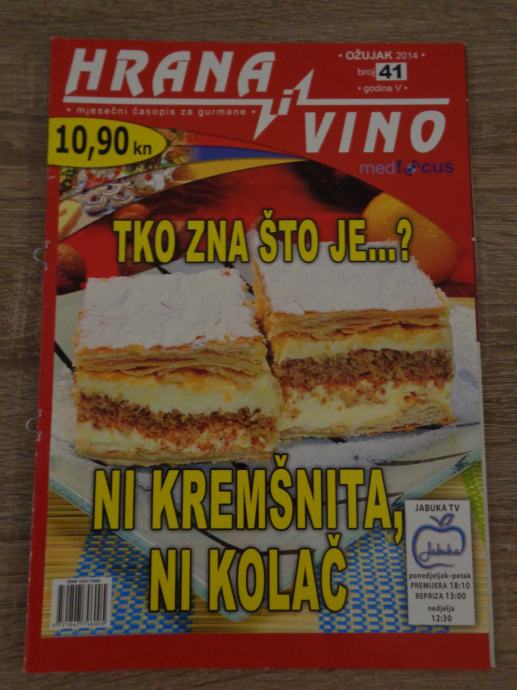 HRANA
i
VINO
• mjesečni časopis za gurmane •
• OŽUJAK 2014 •
broj 41
• godina V •
10,90 kn
medfocus
TKO ZNA ŠTO JE...?
NI KREMŠNITA,
NI KOLAČ
JABUKA TV
Jabuka
ponedjeljak-petak
PREMIJERA 18:10
REPRIZA 13:00
nedjelja
12:30